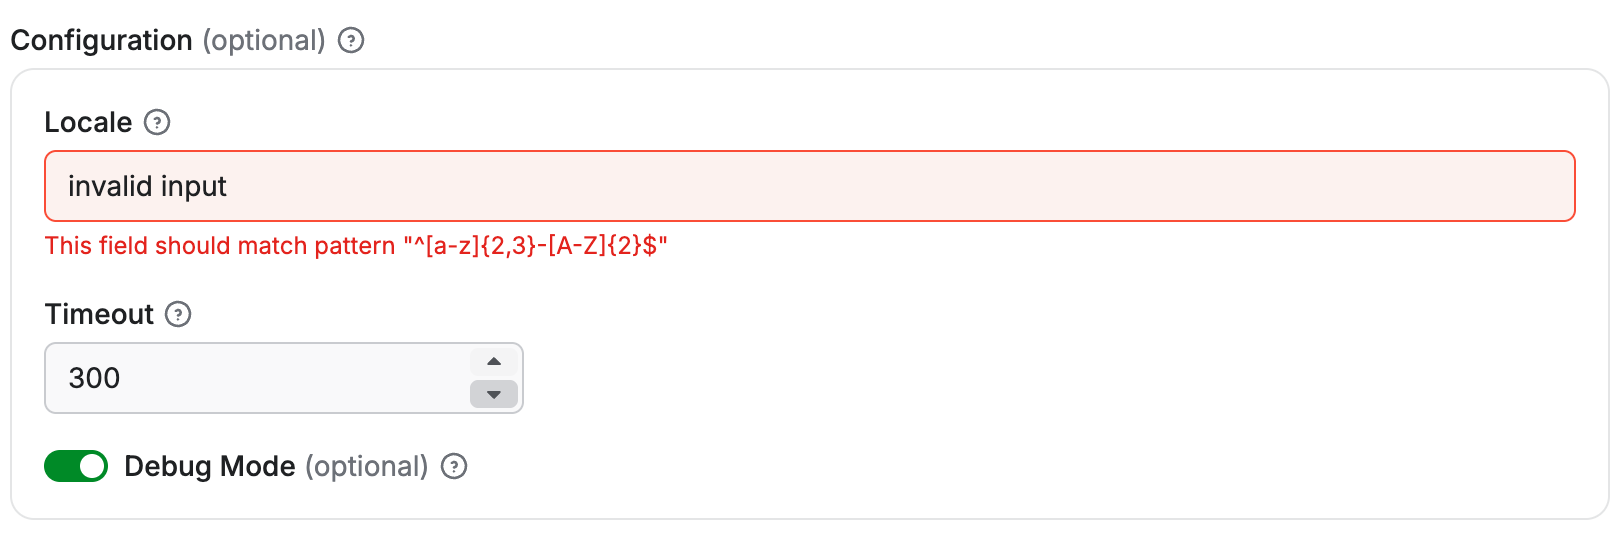 Configuration (optional) ?
Locale ?
invalid input
This field should match pattern "^[a-z]{2,3}-[A-Z]{2}$"
Timeout ?
300
Debug Mode (optional) ?